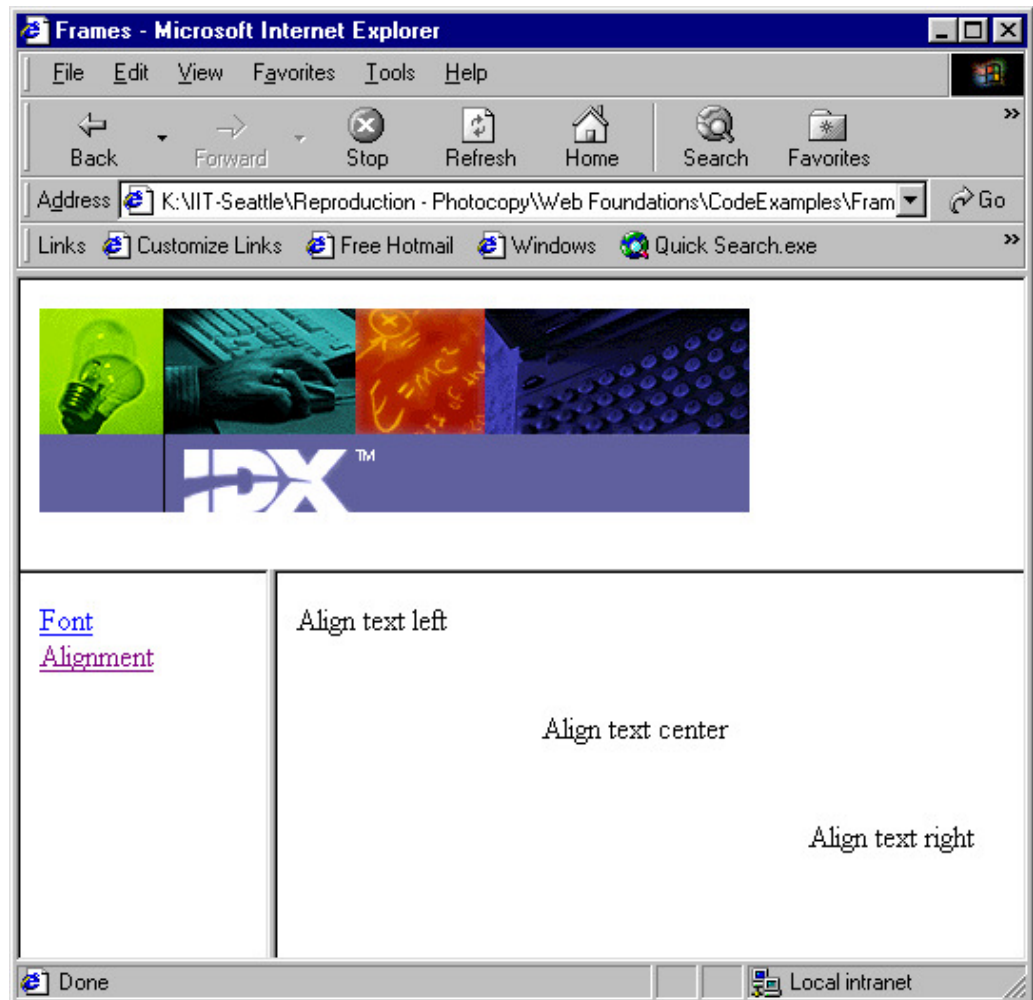 Frames - Microsoft Internet Explorer
File Edit View Favorites Tools Help
Back Forward Stop Refresh Home Search Favorites »
Address K:\IIT-Seattle\Reproduction - Photocopy\Web Foundations\CodeExamples\Fram Go
Links Customize Links Free Hotmail Windows Quick Search.exe »
E=MC²
IDX™
Font
Alignment
Align text left
Align text center
Align text right
Done Local intranet